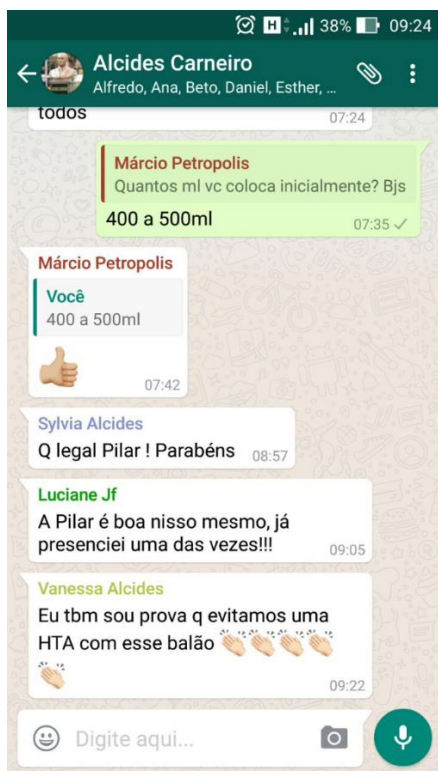 H 38% 09:24
Alcides Carneiro
Alfredo, Ana, Beto, Daniel, Esther, ...
todos
07:24
Márcio Petropolis
Quantos ml vc coloca inicialmente? Bjs
400 a 500ml
07:35
Márcio Petropolis
Você
400 a 500ml
07:42
Sylvia Alcides
Q legal Pilar ! Parabéns 08:57
Luciane Jf
A Pilar é boa nisso mesmo, já
presenciei uma das vezes!!!
09:05
Vanessa Alcides
Eu tbm sou prova q evitamos uma
HTA com esse balão 👏🏻👏🏻👏🏻👏🏻
👏🏻
09:22
Digite aqui...